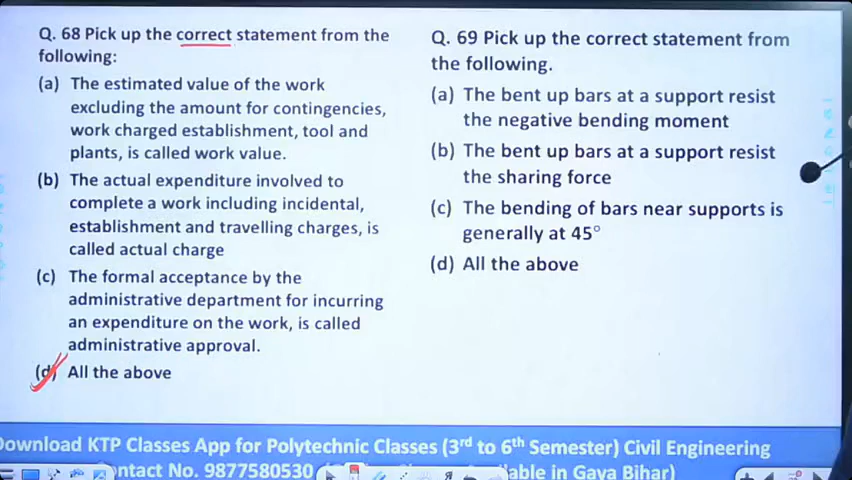 Q. 68 Pick up the correct statement from the
following:
(a) The estimated value of the work
excluding the amount for contingencies,
work charged establishment, tool and
plants, is called work value.
(b) The actual expenditure involved to
complete a work including incidental,
establishment and travelling charges, is
called actual charge
(c) The formal acceptance by the
administrative department for incurring
an expenditure on the work, is called
administrative approval.
(d) All the above
Q. 69 Pick up the correct statement from
the following.
(a) The bent up bars at a support resist
the negative bending moment
(b) The bent up bars at a support resist
the sharing force
(c) The bending of bars near supports is
generally at 45°
(d) All the above
Download KTP Classes App for Polytechnic Classes (3rd to 6th Semester) Civil Engineering
ontact No. 9877580530 able in Gaya Bihar)